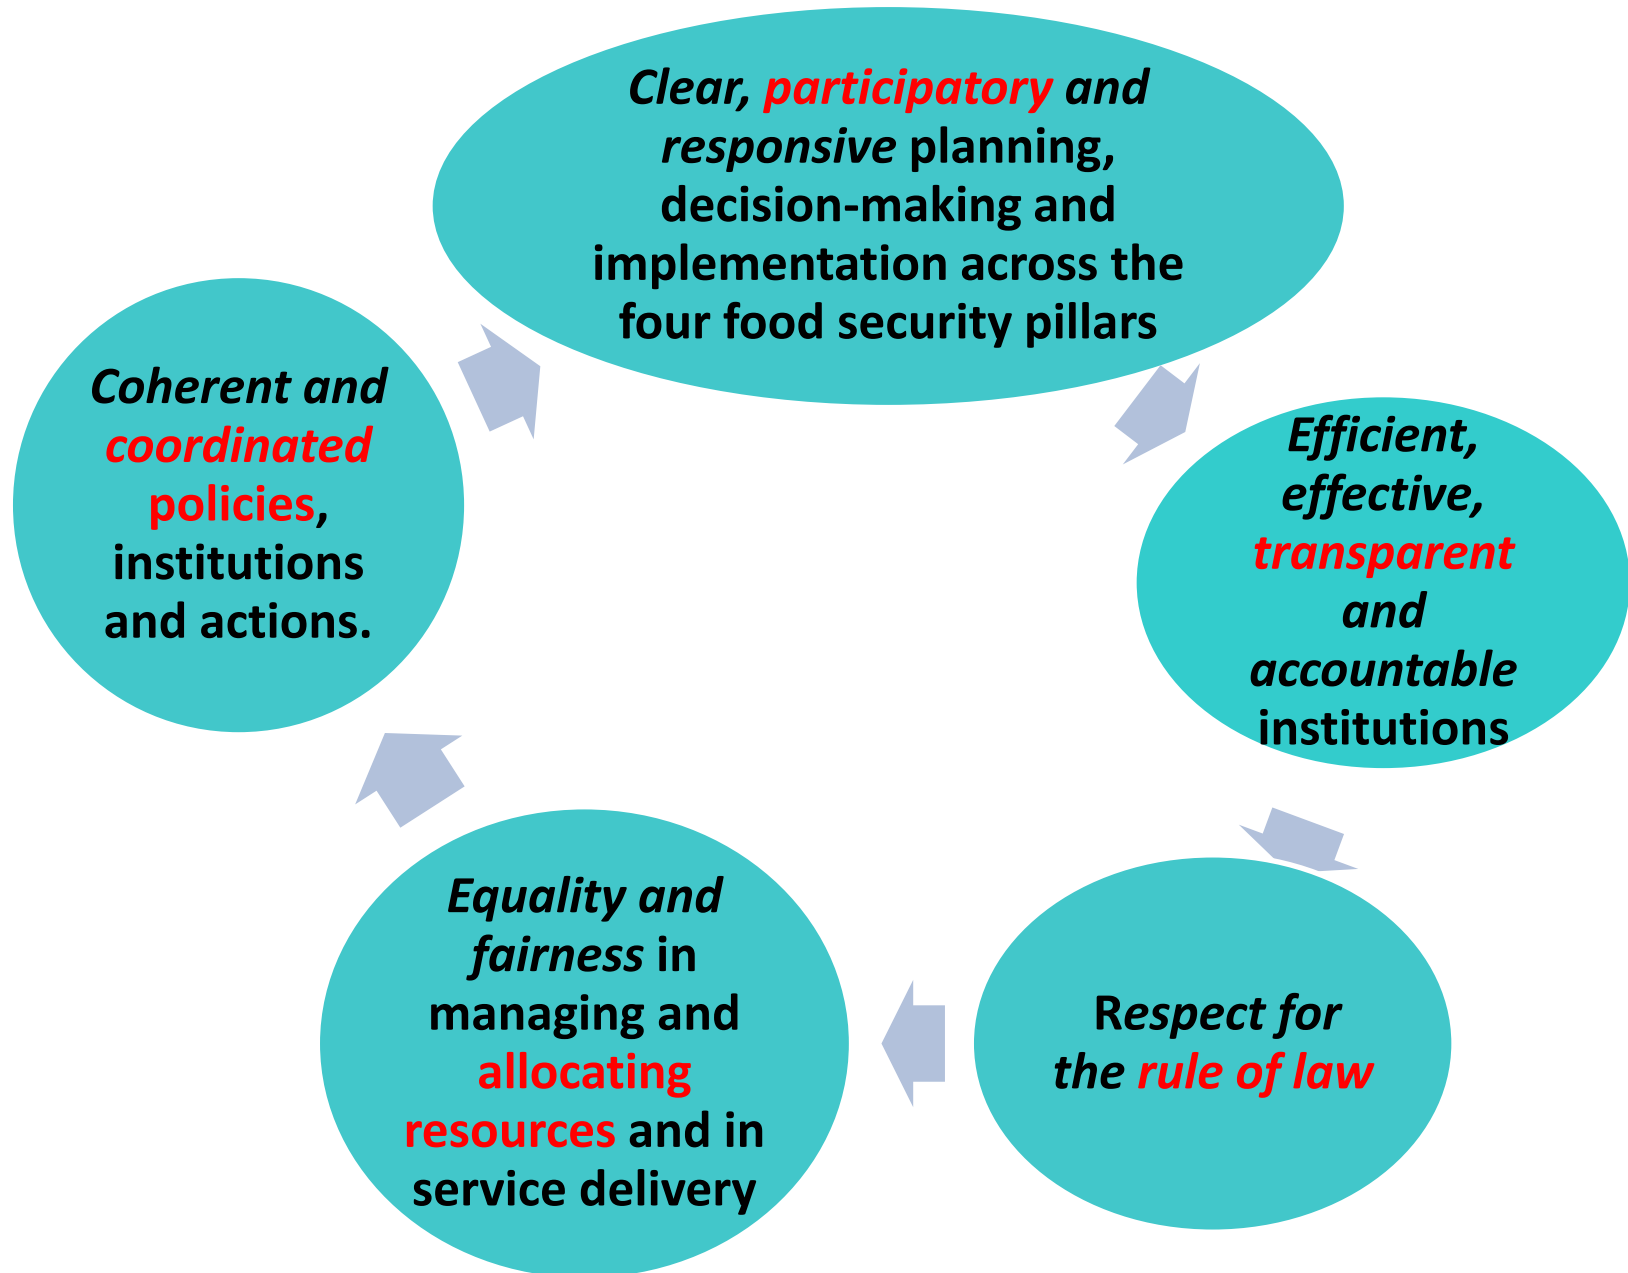 Clear, participatory and
responsive planning,
decision-making and
implementation across the
four food security pillars
Efficient,
effective,
transparent
and
accountable
institutions
Respect for
the rule of law
Equality and
fairness in
managing and
allocating
resources and in
service delivery
Coherent and
coordinated
policies,
institutions
and actions.